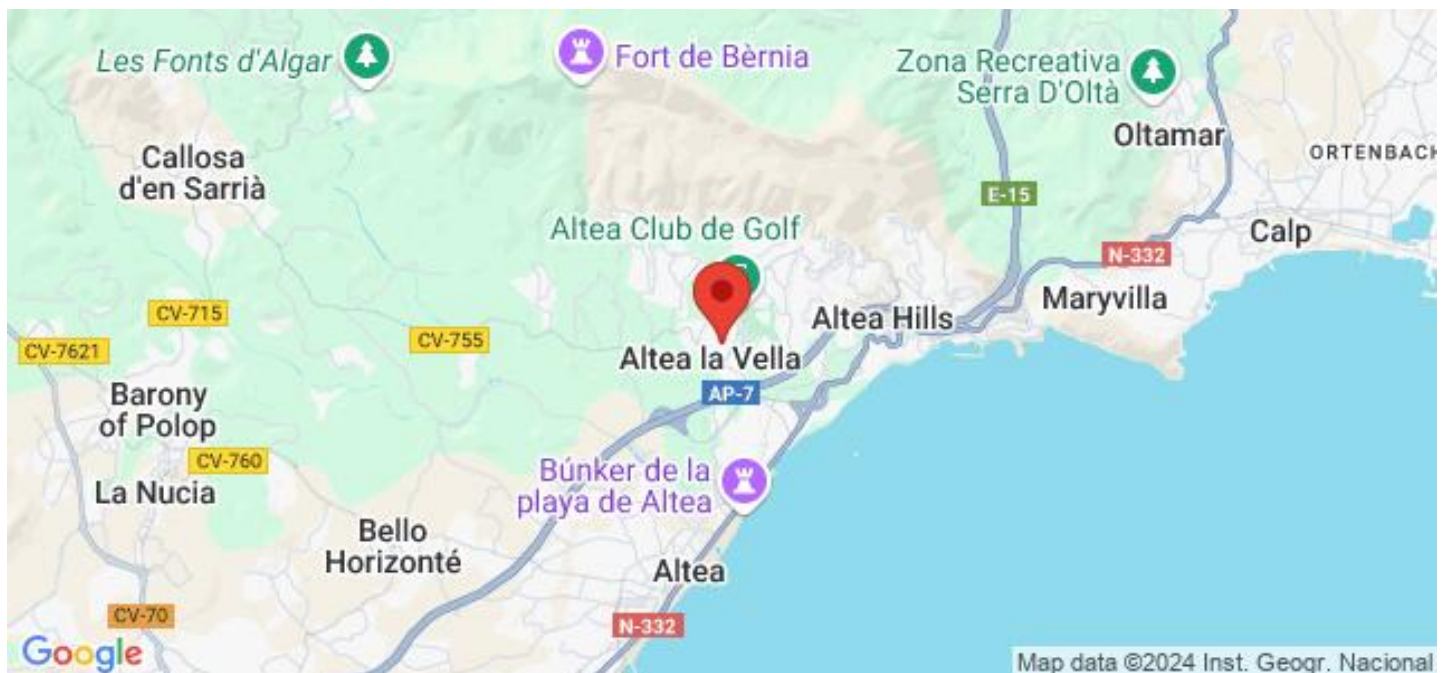 Les Fonts d'Algar
Fort de Bèrnia
Zona Recreativa
Serra D'Oltà
Oltamar
ORTENBACH
Callosa
d'en Sarrià
Altea Club de Golf
E-15
Calp
N-332
Maryvilla
CV-715
CV-7621
CV-755
Altea Hills
Altea la Vella
AP-7
Barony
of Polop
CV-760
La Nucia
Búnker de la
playa de Altea
Bello
Horizonté
Altea
CV-70
N-332
Google
Map data ©2024 Inst. Geogr. Nacional